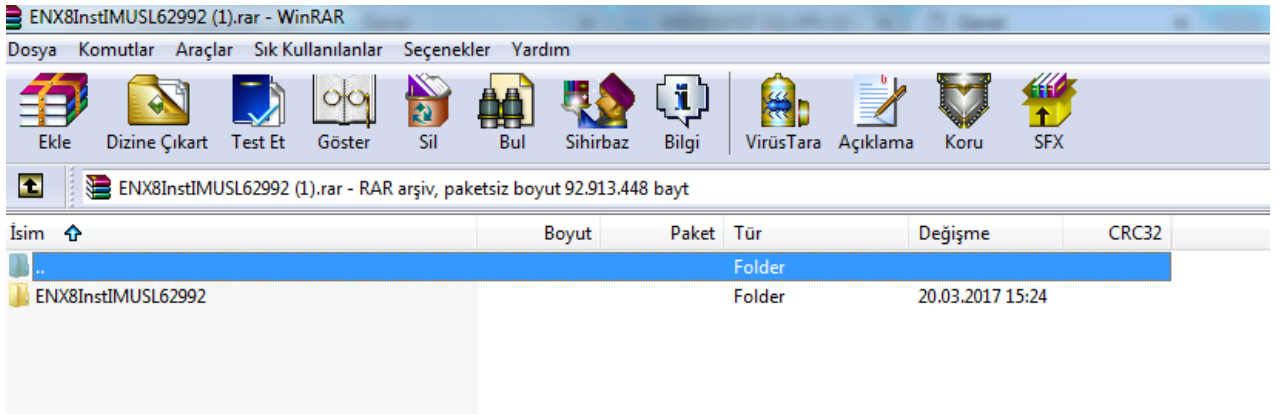 ENX8InstIMUSL62992 (1).rar - WinRAR
Dosya Komutlar Araçlar Sık Kullanılanlar Seçenekler Yardım
Ekle Dizine Çıkart Test Et Göster Sil Bul Sihirbaz Bilgi VirüsTara Açıklama Koru SFX
ENX8InstIMUSL62992 (1).rar - RAR arşiv, paketsiz boyut 92.913.448 bayt
İsim Boyut Paket Tür Değişme CRC32
.. Folder
ENX8InstIMUSL62992 Folder 20.03.2017 15:24